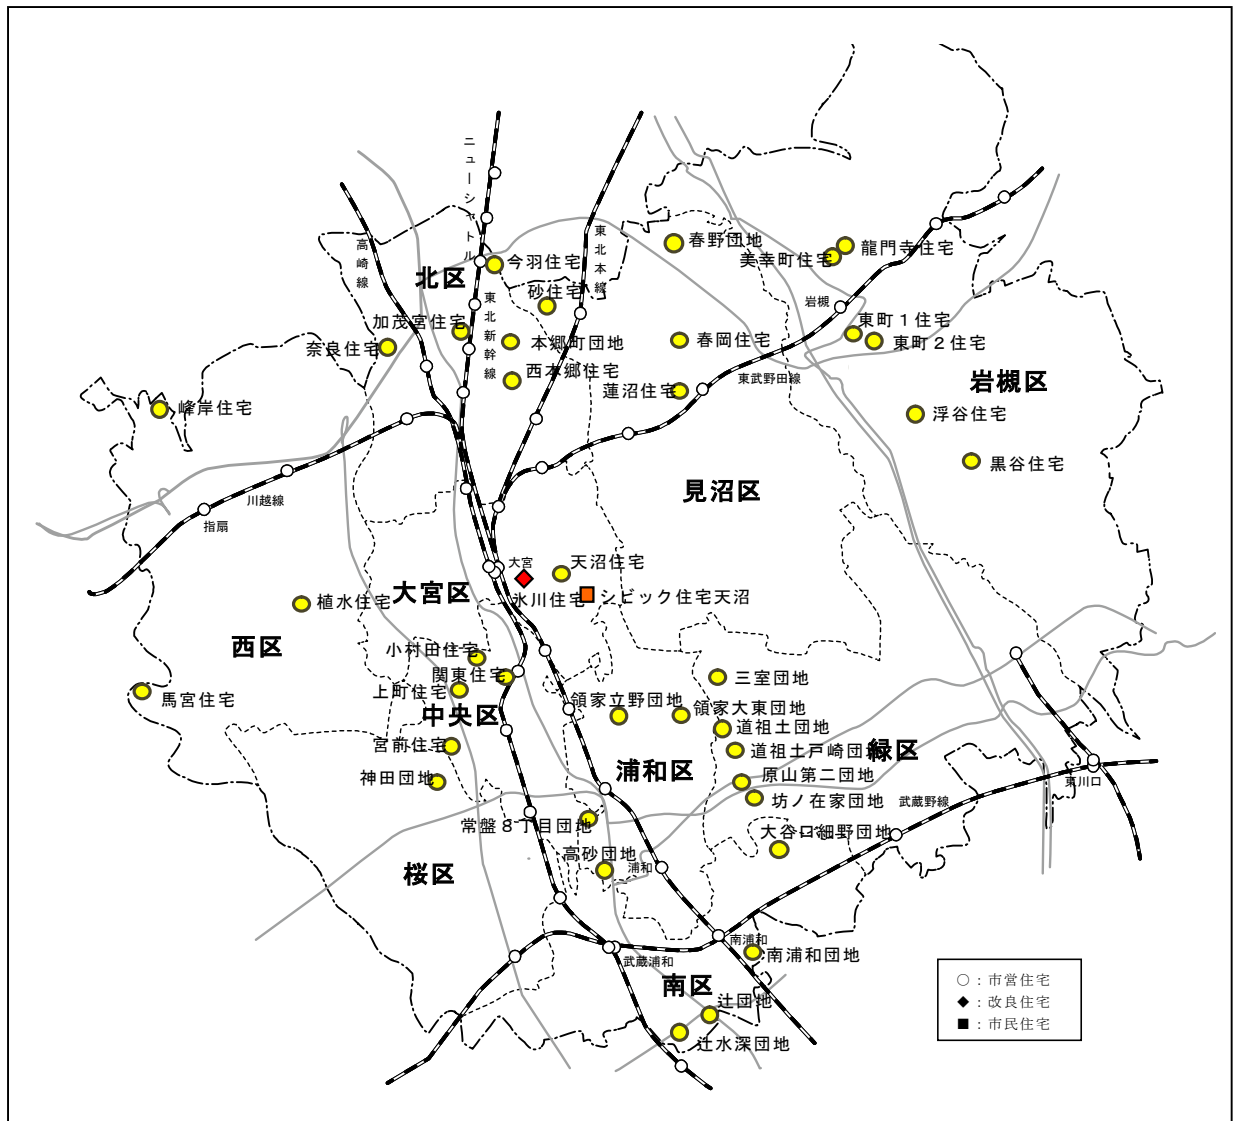 ニューシャトル
東北本線
高崎線
春野団地
龍門寺住宅
美幸町住宅
今羽住宅
北区
砂住宅
東北新幹線
岩槻
加茂宮住宅
東町１住宅
奈良住宅
本郷町団地
春岡住宅
東町２住宅
西本郷住宅
東武野田線
岩槻区
蓮沼住宅
峰岸住宅
浮谷住宅
黒谷住宅
見沼区
川越線
指扇
大宮
天沼住宅
大宮区
氷川住宅
シビック住宅天沼
植水住宅
西区
小村田住宅
関東住宅
三室団地
上町住宅
馬宮住宅
領家立野団地
領家大東団地
中央区
道祖土団地
宮前住宅
道祖土戸崎団地
緑区
浦和区
神田団地
原山第二団地
東川口
坊ノ在家団地
武蔵野線
常盤８丁目団地
大谷口細野団地
高砂団地
浦和
桜区
南浦和
南浦和団地
武蔵浦和
南区
辻団地
辻水深団地
○：市営住宅
◆：改良住宅
■：市民住宅